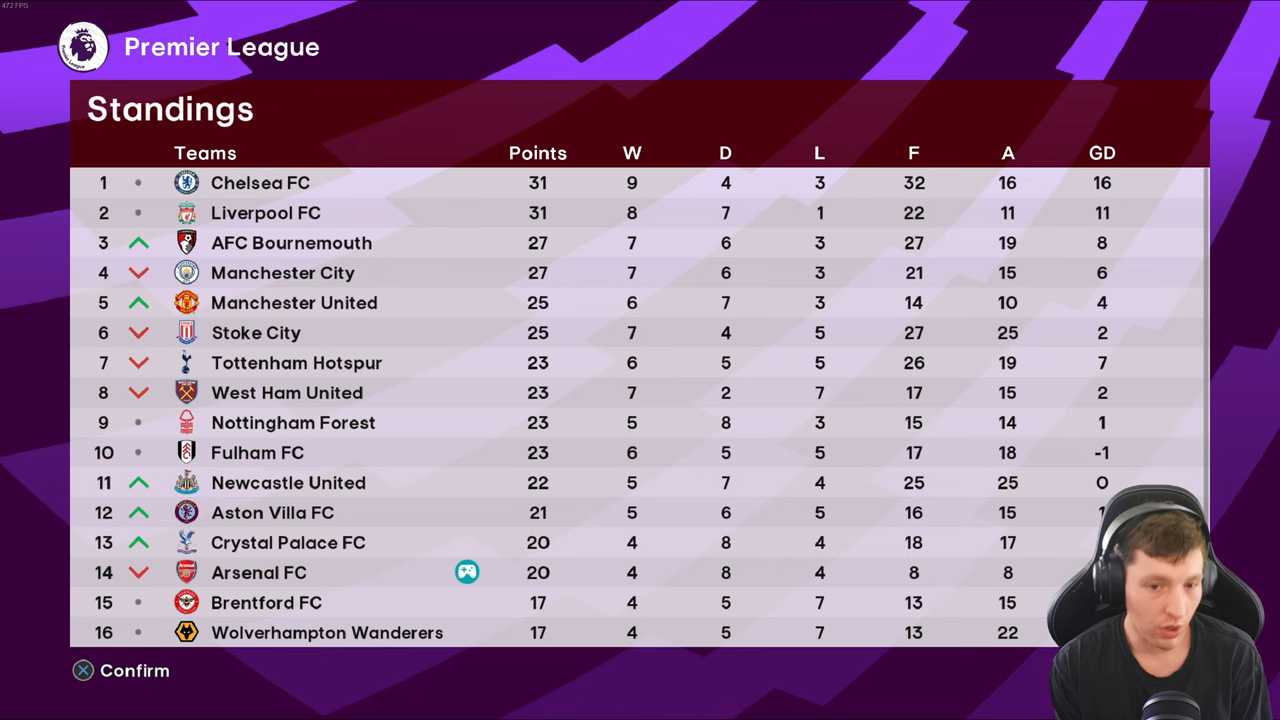 472 FPS
Premier League
Standings
Teams Points W D L F A GD
1 Chelsea FC 31 9 4 3 32 16 16
2 Liverpool FC 31 8 7 1 22 11 11
3 AFC Bournemouth 27 7 6 3 27 19 8
4 Manchester City 27 7 6 3 21 15 6
5 Manchester United 25 6 7 3 14 10 4
6 Stoke City 25 7 4 5 27 25 2
7 Tottenham Hotspur 23 6 5 5 26 19 7
8 West Ham United 23 7 2 7 17 15 2
9 Nottingham Forest 23 5 8 3 15 14 1
10 Fulham FC 23 6 5 5 17 18 -1
11 Newcastle United 22 5 7 4 25 25 0
12 Aston Villa FC 21 5 6 5 16 15 1
13 Crystal Palace FC 20 4 8 4 18 17
14 Arsenal FC 20 4 8 4 8 8
15 Brentford FC 17 4 5 7 13 15
16 Wolverhampton Wanderers 17 4 5 7 13 22
Confirm